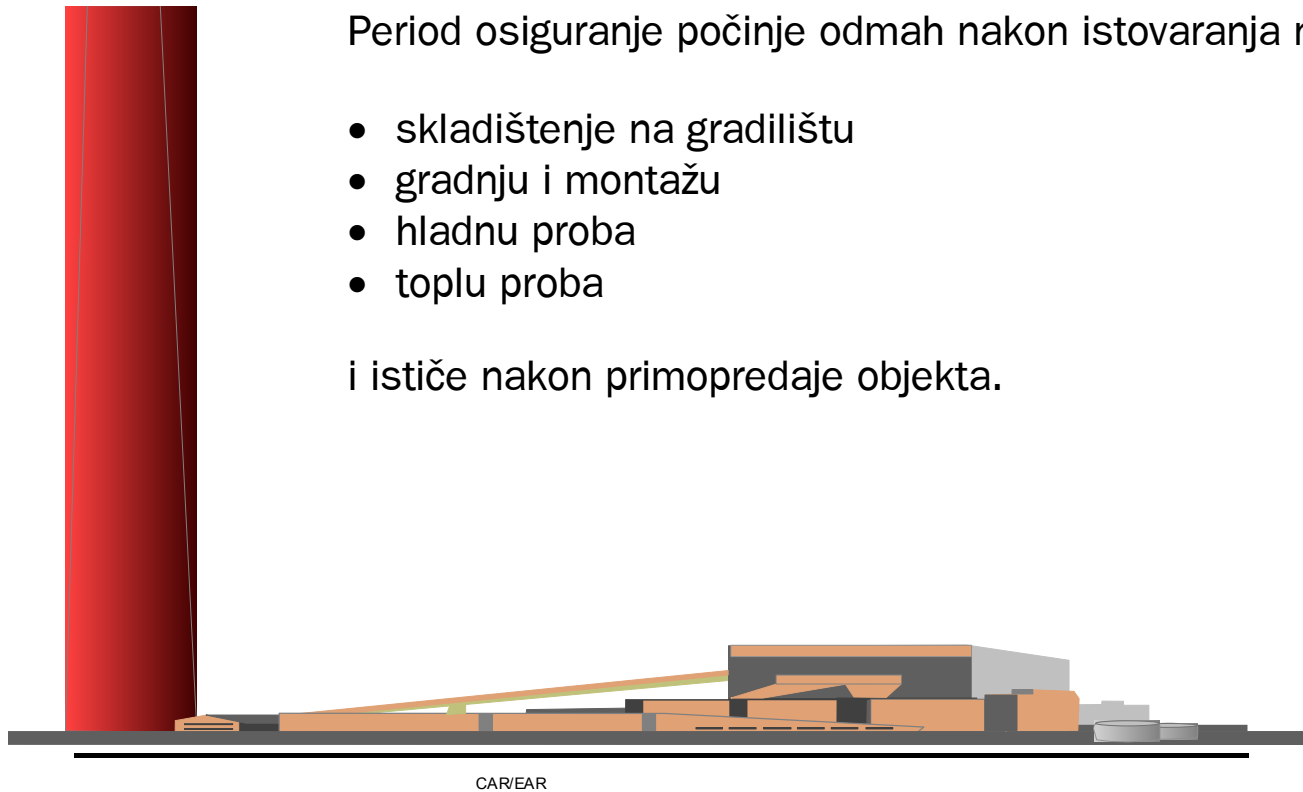 Period osiguranje počinje odmah nakon istovaranja
• skladištenje na gradilištu
• gradnju i montažu
• hladnu proba
• toplu proba
i ističe nakon primopredaje objekta.
CAR/EAR